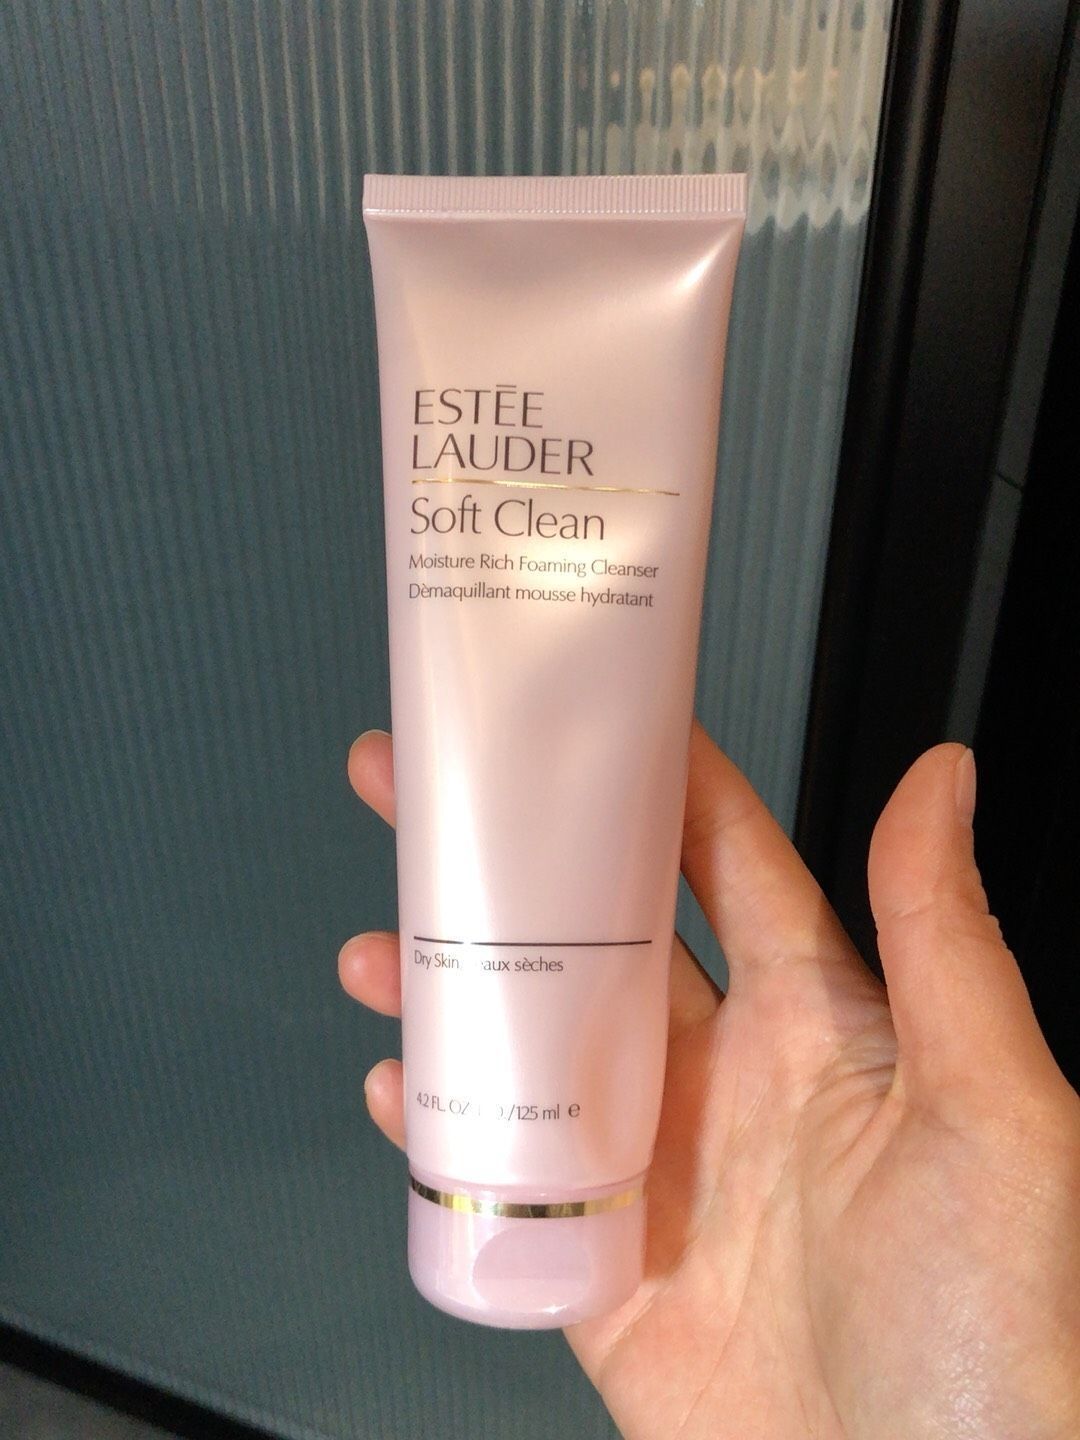 ESTĒE
LAUDER
Soft Clean
Moisture Rich Foaming Cleanser
Dèmaquillant mousse hydratant
Dry Skin sèches
4.2 FL. OZ /125 ml e